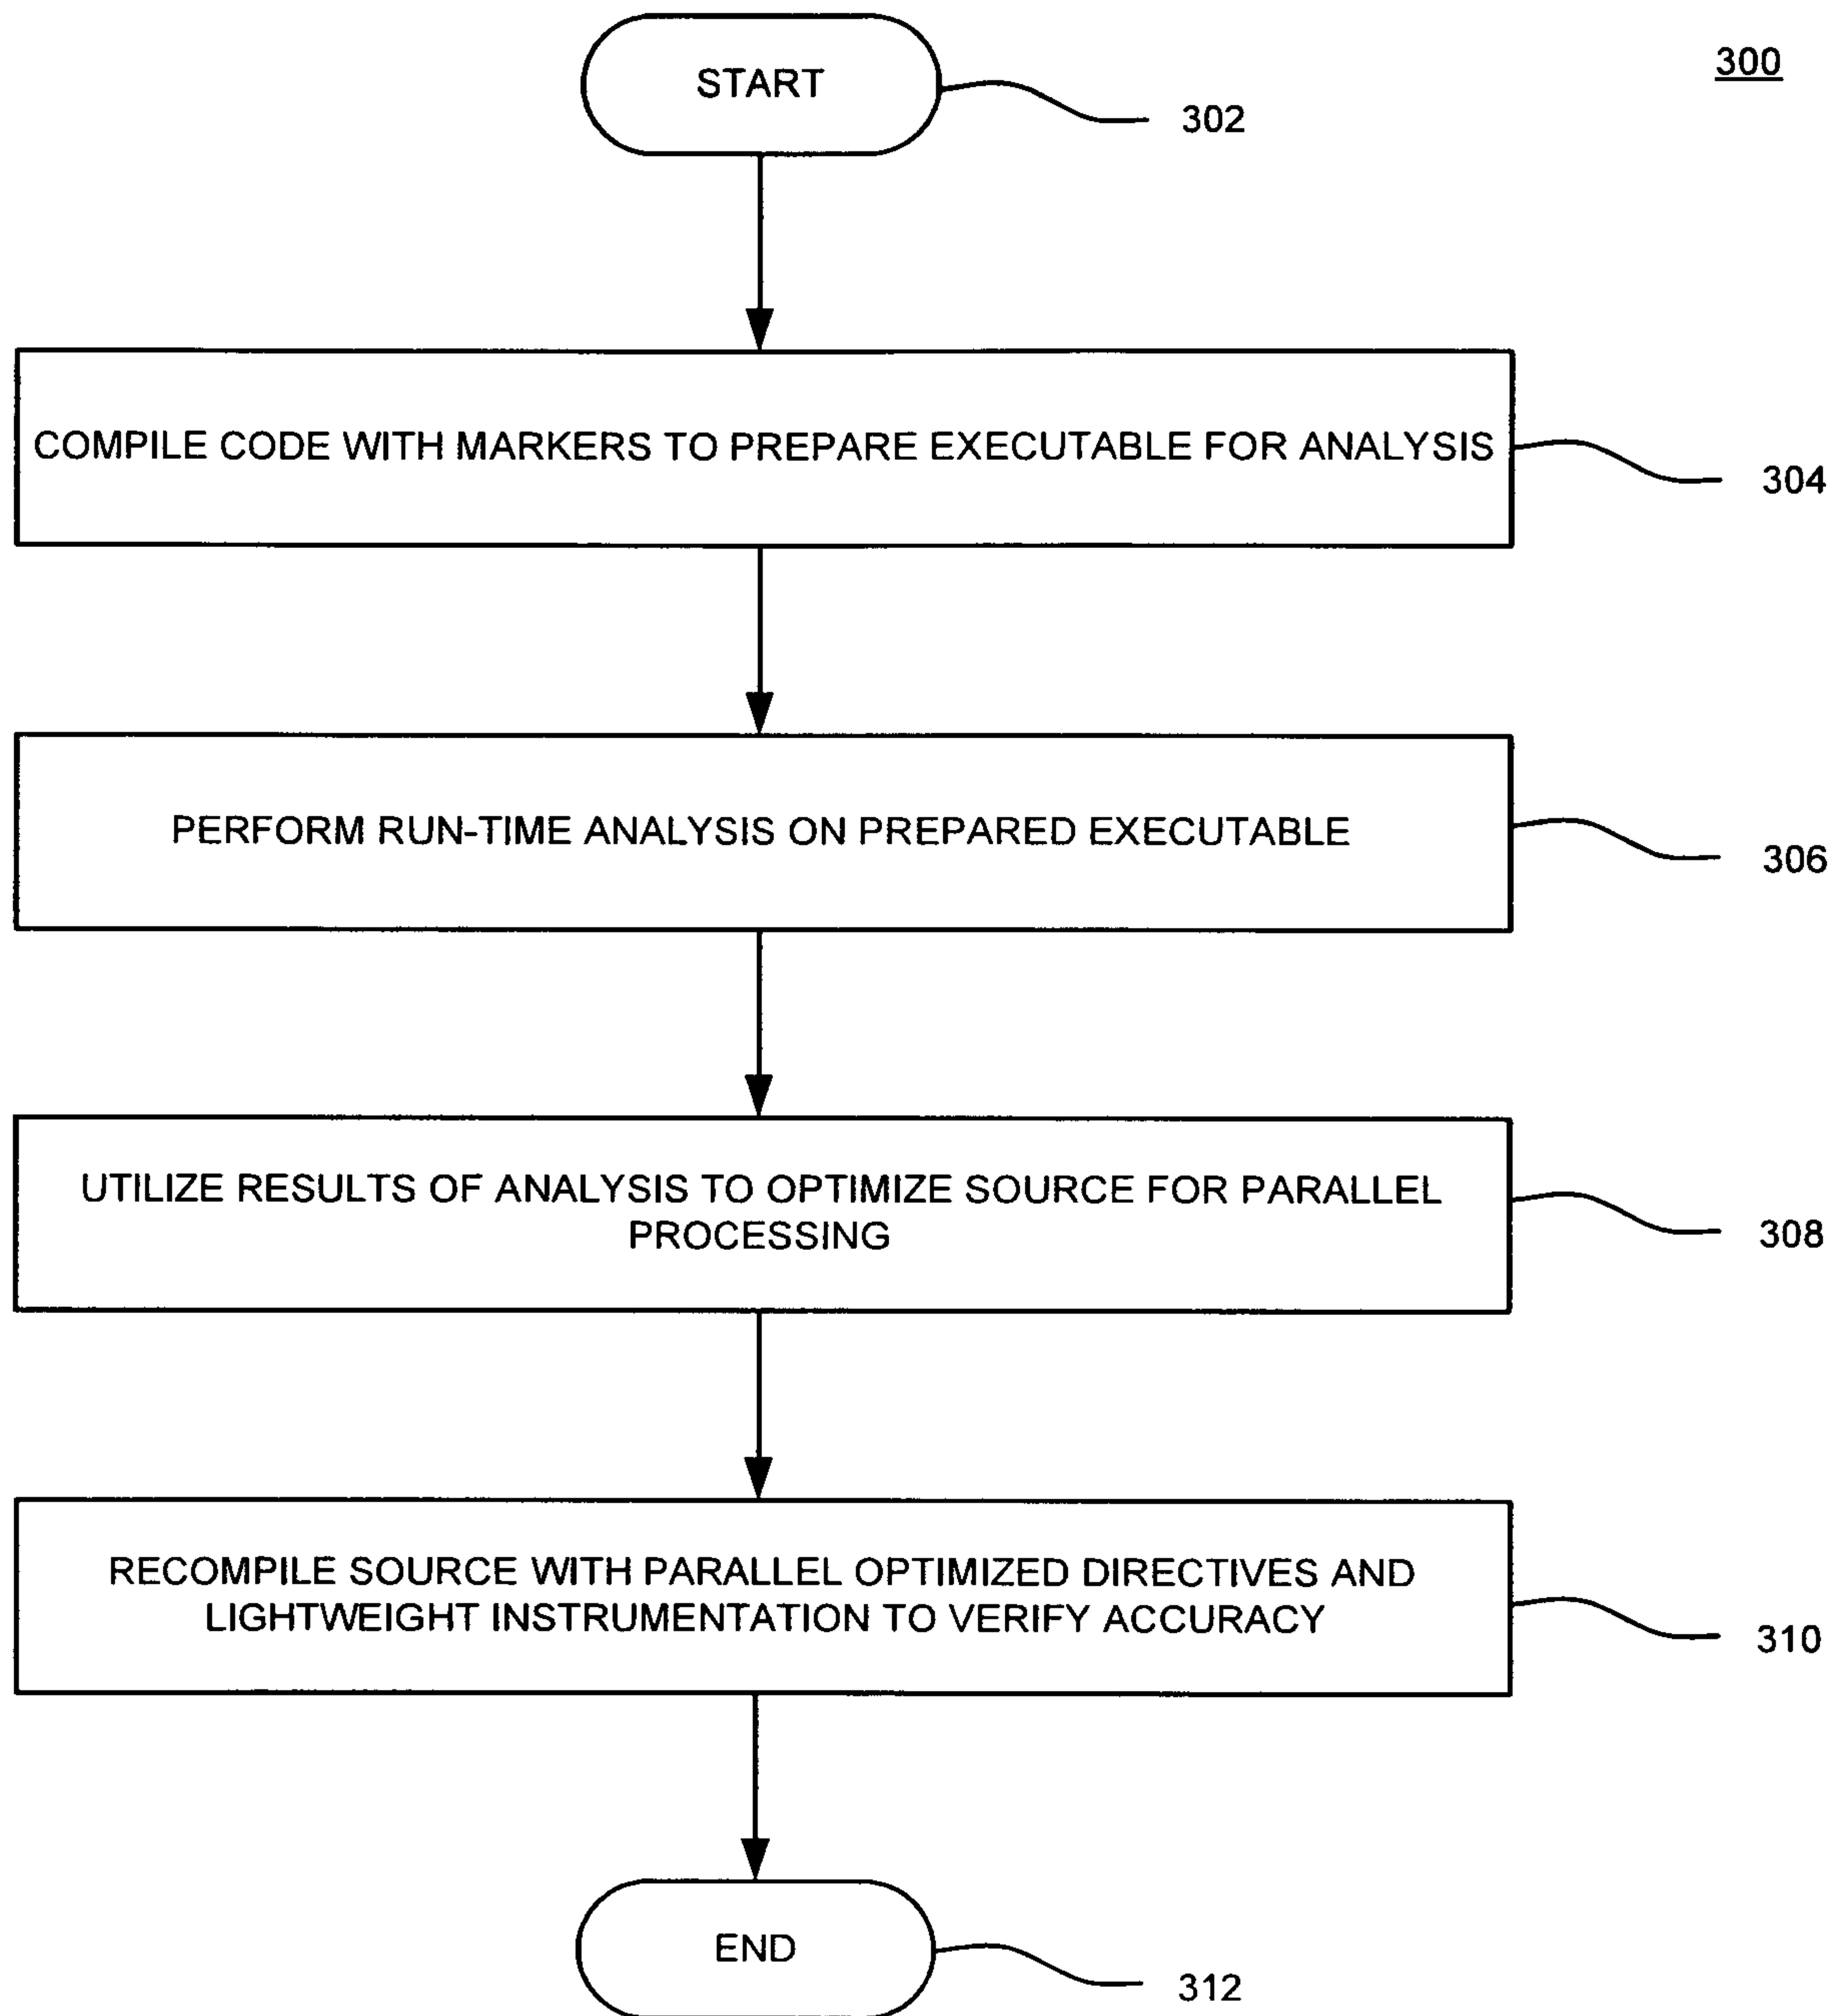 START
300
302
COMPILE CODE WITH MARKERS TO PREPARE EXECUTABLE FOR ANALYSIS
304
PERFORM RUN-TIME ANALYSIS ON PREPARED EXECUTABLE
306
UTILIZE RESULTS OF ANALYSIS TO OPTIMIZE SOURCE FOR PARALLEL
PROCESSING
308
RECOMPILE SOURCE WITH PARALLEL OPTIMIZED DIRECTIVES AND
LIGHTWEIGHT INSTRUMENTATION TO VERIFY ACCURACY
310
END
312